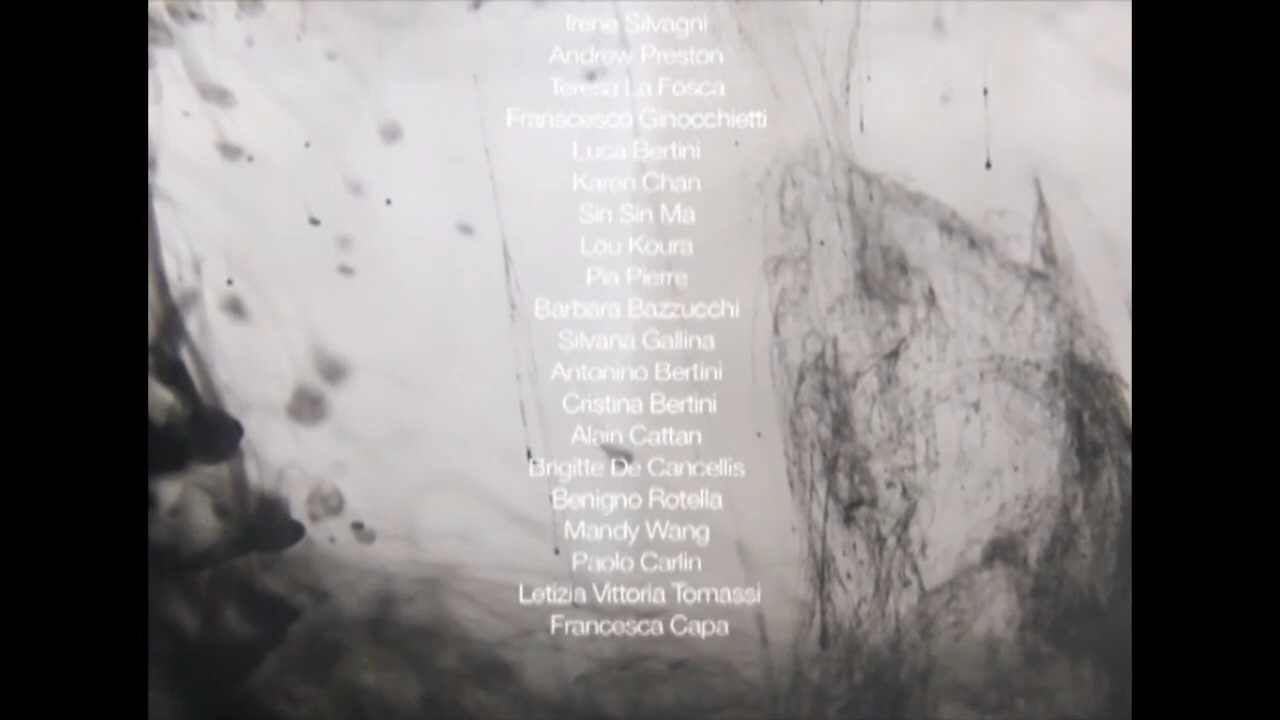 Irene Silvagni
Andrew Preston
Teresa La Fosca
Franscesco Ginocchietti
Luca Bertini
Karen Chan
Sin Sin Ma
Lou Koura
Pia Pierre
Barbara Bazzucchi
Silvana Gallina
Antonino Bertini
Cristina Bertini
Alain Cattan
Brigitte De Cancellis
Benigno Rotella
Mandy Wang
Paolo Carlin
Letizia Vittoria Tomassi
Francesca Capa